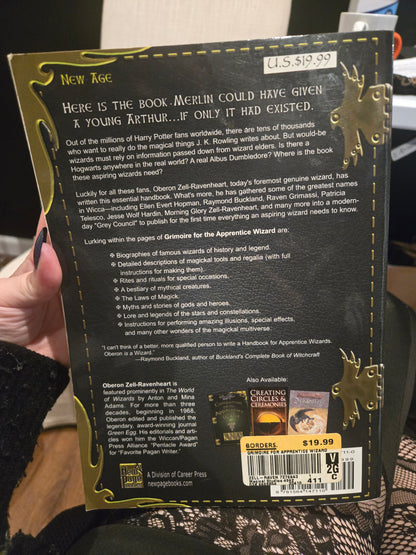 NEW AGE
U.S. $19.99
HERE IS THE BOOK MERLIN COULD HAVE GIVEN
A YOUNG ARTHUR...IF ONLY IT HAD EXISTED.
Out of the millions of Harry Potter fans worldwide, there are tens of thousands
who want to really do the magical things J. K. Rowling writes about. But would-be
wizards must rely on information passed down from wizard elders. Is there a
Hogwarts anywhere in the real world? A real Albus Dumbledore? Where is the book
these aspiring wizards need?
Luckily for all these fans, Oberon Zell-Ravenheart, today's foremost genuine wizard, has
written this essential handbook. What's more, he has gathered some of the greatest names
in Wicca—including Ellen Evert Hopman, Raymond Buckland, Raven Grimassi, Patricia
Telesco, Jesse Wolf Hardin, Morning Glory Zell-Ravenheart, and many more into a modern-
day "Grey Council" to publish for the first time everything an aspiring wizard needs to know.
Lurking within the pages of Grimoire for the Apprentice Wizard are:
❖ Biographies of famous wizards of history and legend.
❖ Detailed descriptions of magickal tools and regalia (with full
instructions for making them).
❖ Rites and rituals for special occasions.
❖ A bestiary of mythical creatures.
❖ The Laws of Magick.
❖ Myths and stories of gods and heroes.
❖ Lore and legends of the stars and constellations.
❖ Instructions for performing amazing illusions, special effects,
and many other wonders of the magical multiverse.
"I can't think of a better, more qualified person to write a Handbook for Apprentice Wizards.
Oberon is a Wizard."
—Raymond Buckland, author of Buckland's Complete Book of Witchcraft
Oberon Zell-Ravenheart is
featured prominently in The World
of Wizards by Anton and Mina
Adams. For more than three
decades, beginning in 1968,
Oberon edited and published the
legendary, award-winning journal
Green Egg. His editorials and articles
won him the Wiccan/Pagan
Press Alliance "Pentacle Award"
for "Favorite Pagan Writer."
Also Available:
CREATING
CIRCLES &
CEREMONIES
New
Page
A Division of Career Press
newpagebooks.com
BORDERS.
$19.99
GRIMOIRE FOR APPRENTICE WIZARD
411